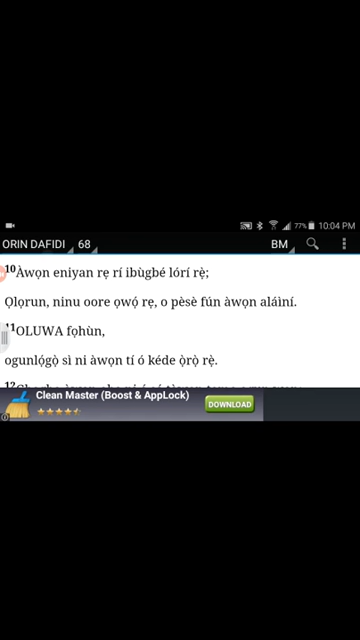 77% 10:04 PM
ORIN DAFIDI 68 BM
10Àwọn eniyan rẹ rí ibùgbé lórí rẹ̀;
Ọlọrun, ninu oore ọwọ́ rẹ, o pèsè fún àwọn aláìní.
11OLUWA fọhùn,
ogunlọ́gọ̀ sì ni àwọn tí ó kéde ọ̀rọ̀ rẹ̀.
12
Clean Master (Boost & AppLock)
DOWNLOAD